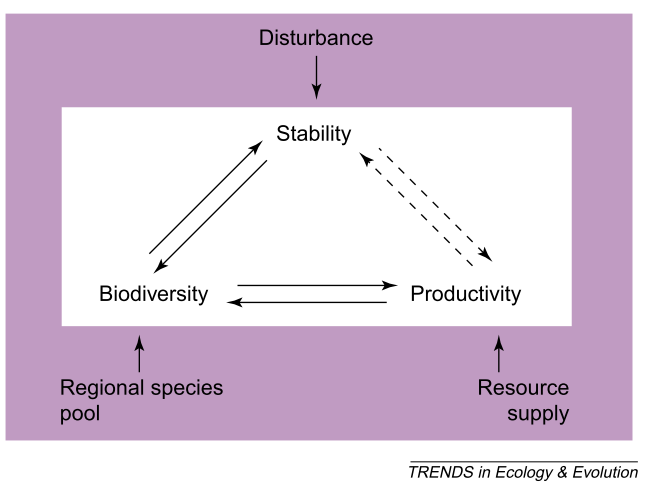 Disturbance
Stability
Biodiversity
Productivity
Regional species
pool
Resource
supply
TRENDS in Ecology & Evolution